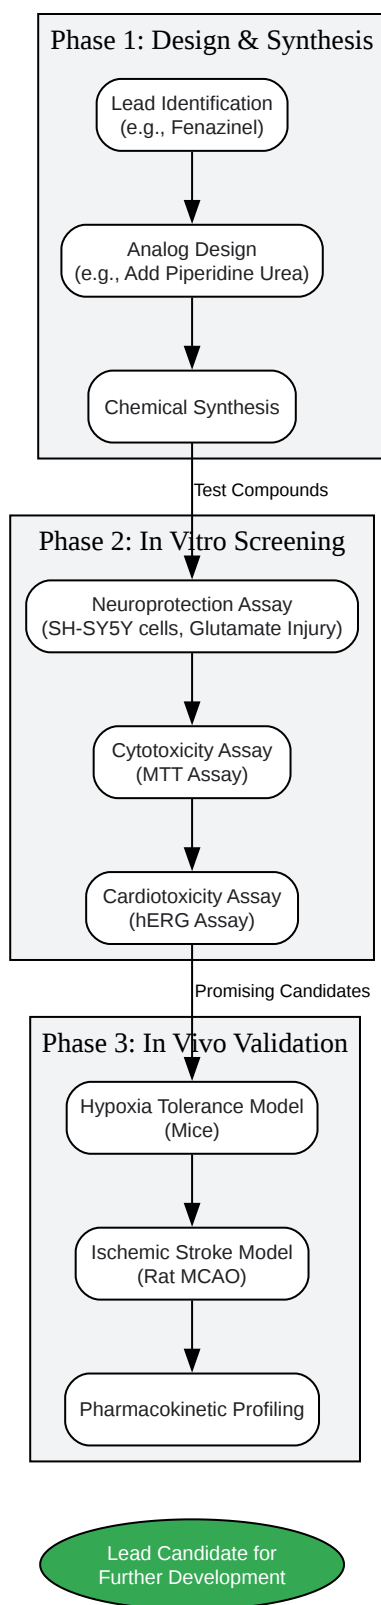 Phase 1: Design & Synthesis
Lead Identification
(e.g., Fenazinel)
Analog Design
(e.g., Add Piperidine Urea)
Chemical Synthesis
Test Compounds
Phase 2: In Vitro Screening
Neuroprotection Assay
(SH-SY5Y cells, Glutamate Injury)
Cytotoxicity Assay
(MTT Assay)
Cardiotoxicity Assay
(hERG Assay)
Promising Candidates
Phase 3: In Vivo Validation
Hypoxia Tolerance Model
(Mice)
Ischemic Stroke Model
(Rat MCAO)
Pharmacokinetic Profiling
Lead Candidate for
Further Development